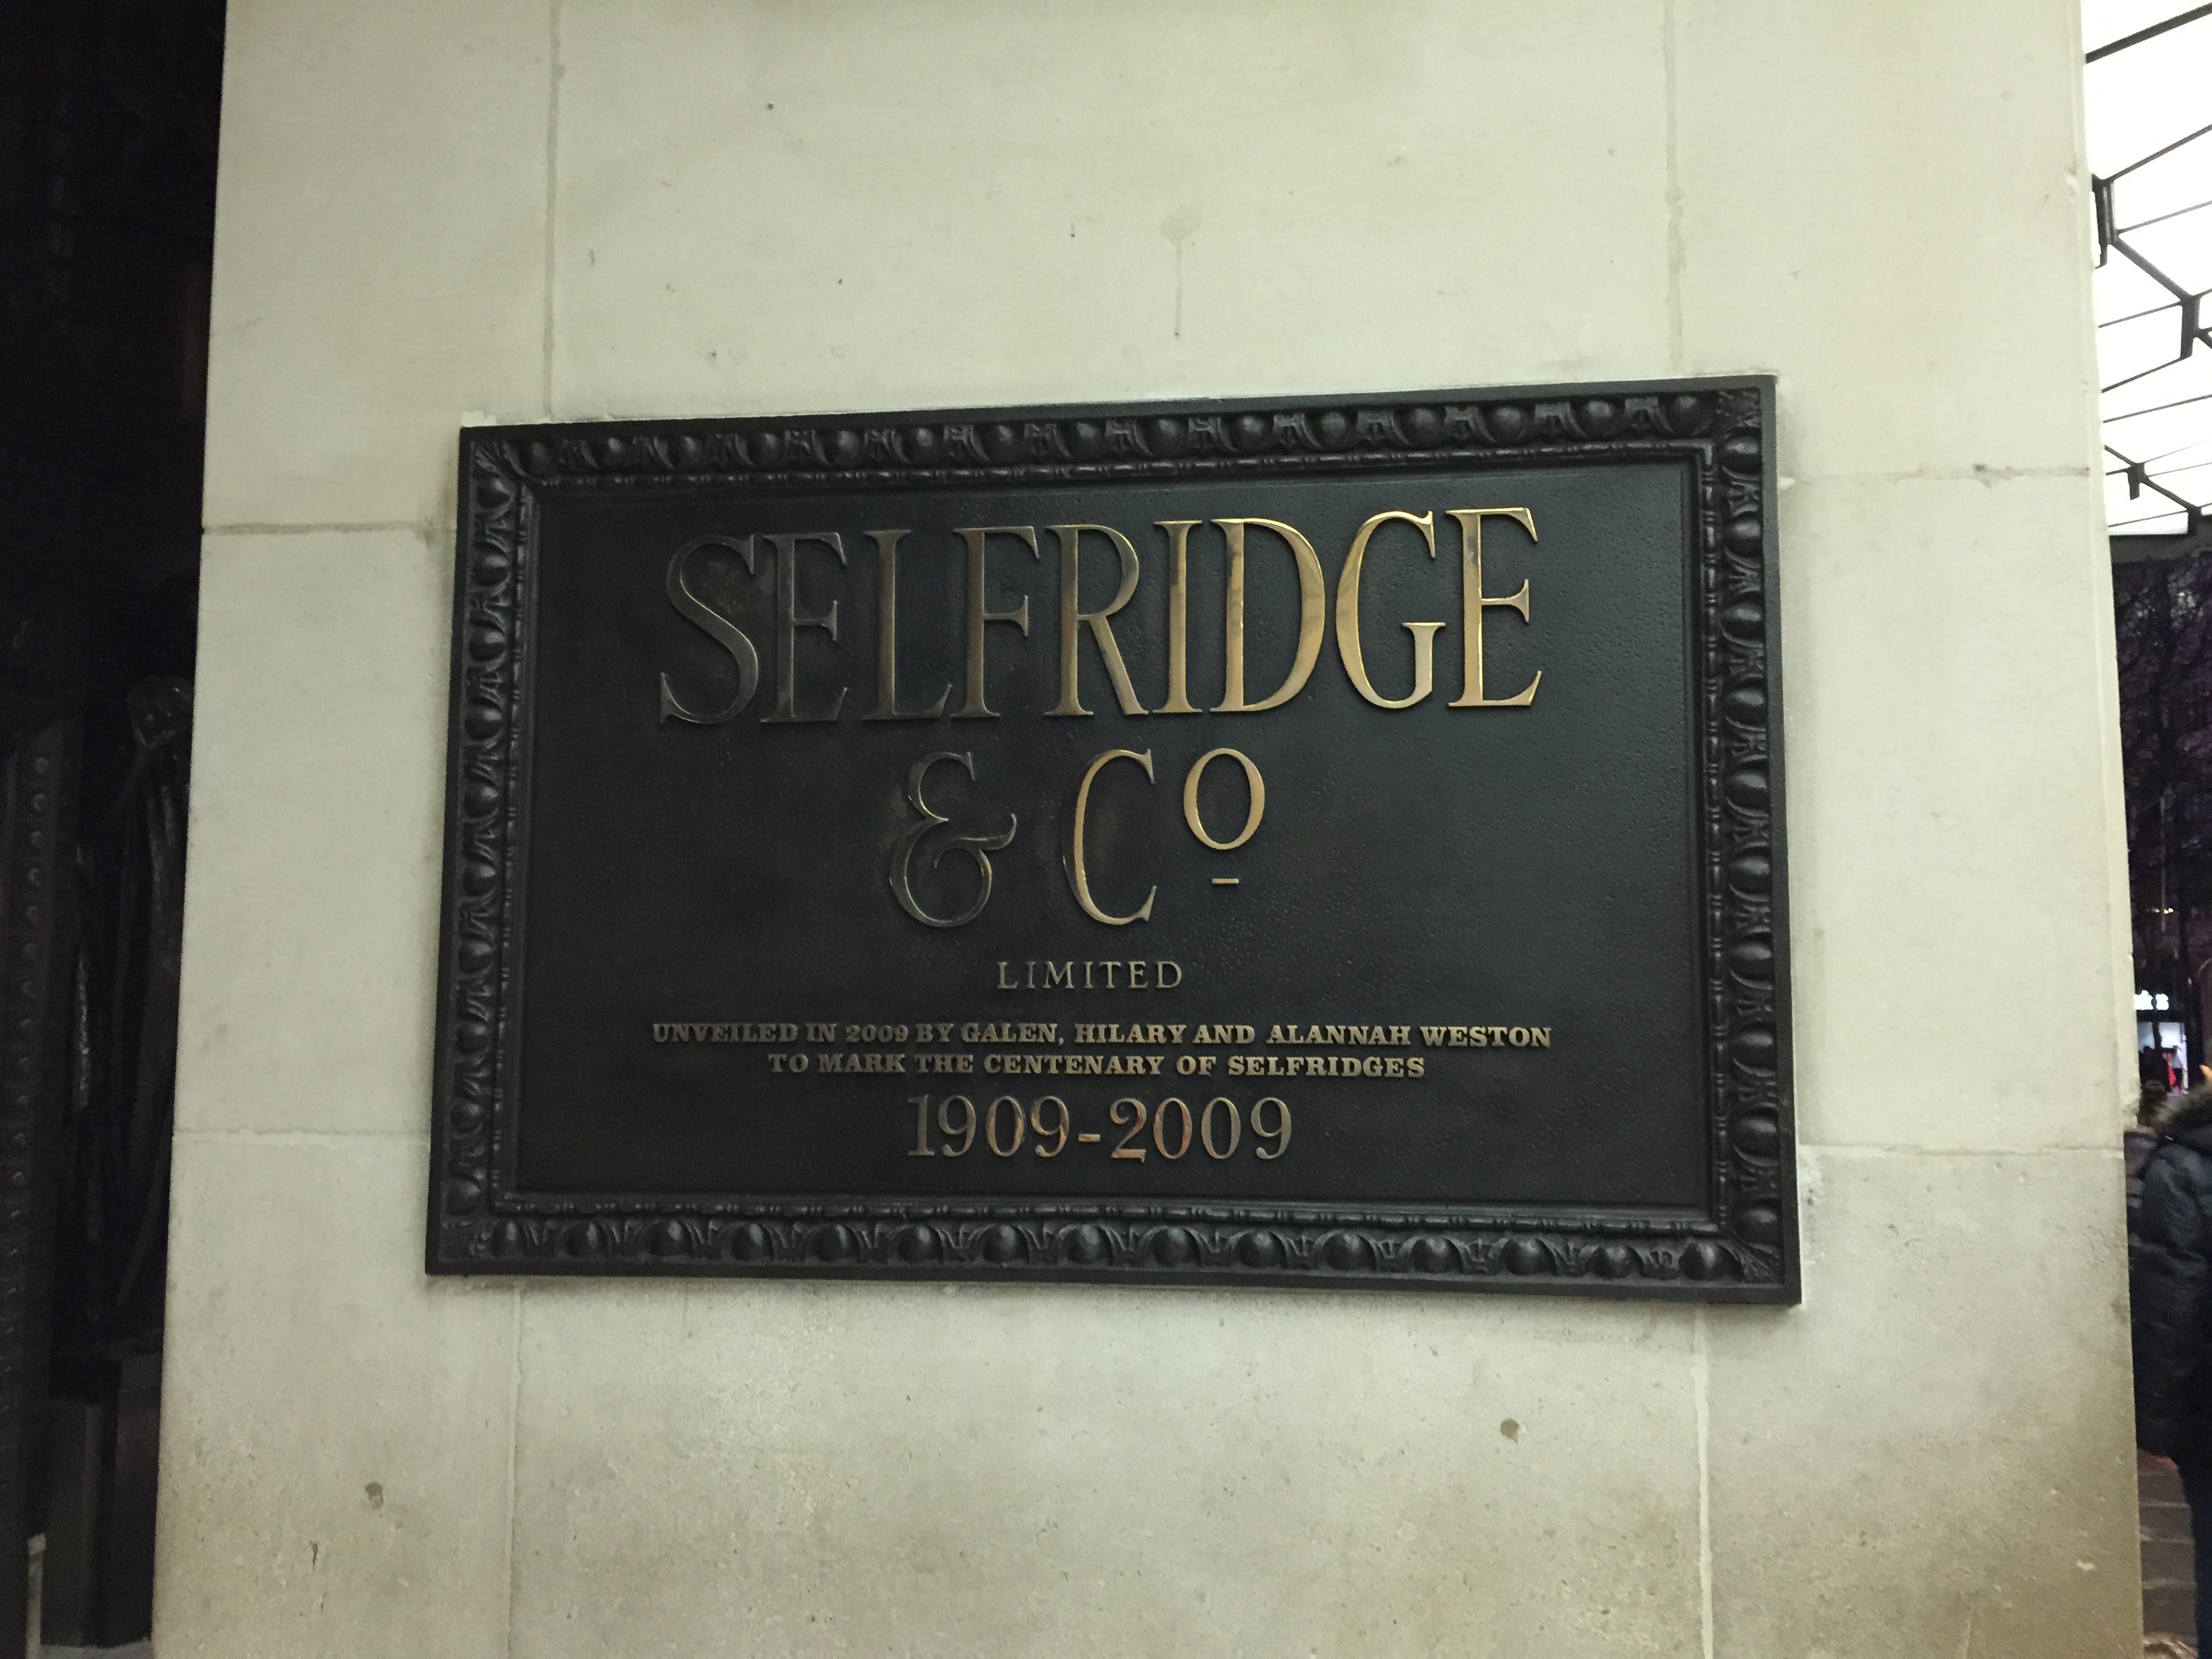 SELFRIDGE
& Cº
LIMITED
UNVEILED IN 2009 BY GALEN, HILARY AND ALANNAH WESTON
TO MARK THE CENTENARY OF SELFRIDGES
1909-2009